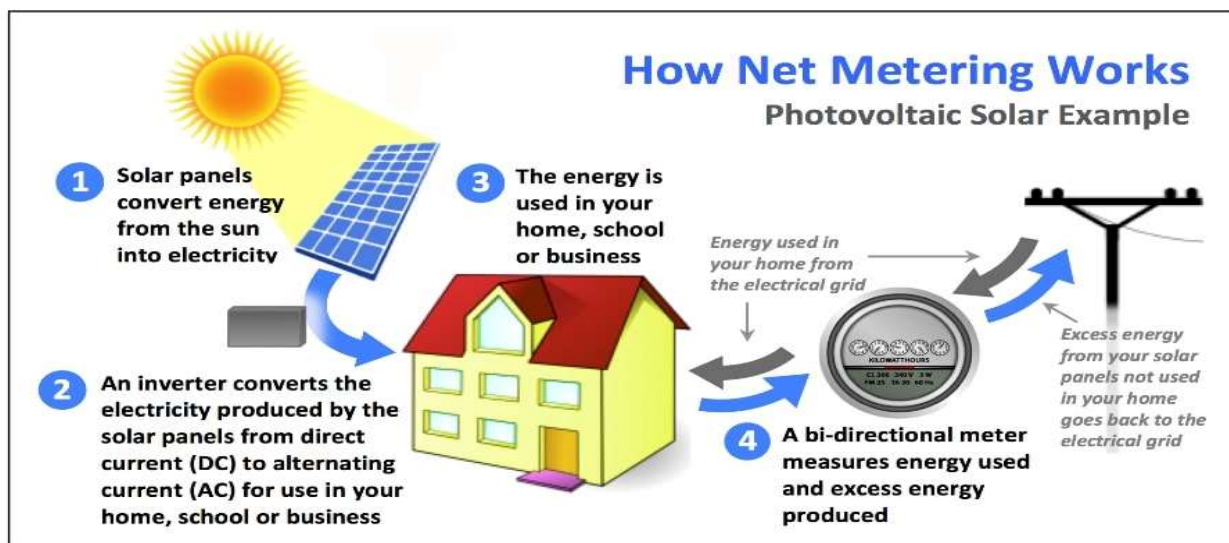 How Net Metering Works
Photovoltaic Solar Example
1
Solar panels
convert energy
from the sun
into electricity
2
An inverter converts the
electricity produced by the
solar panels from direct
current (DC) to alternating
current (AC) for use in your
home, school or business
3
The energy is
used in your
home, school
or business
Energy used in
your home from
the electrical grid
KILOWATTHOURS
Excess energy
from your solar
panels not used
in your home
goes back to the
electrical grid
4
A bi-directional meter
measures energy used
and excess energy
produced